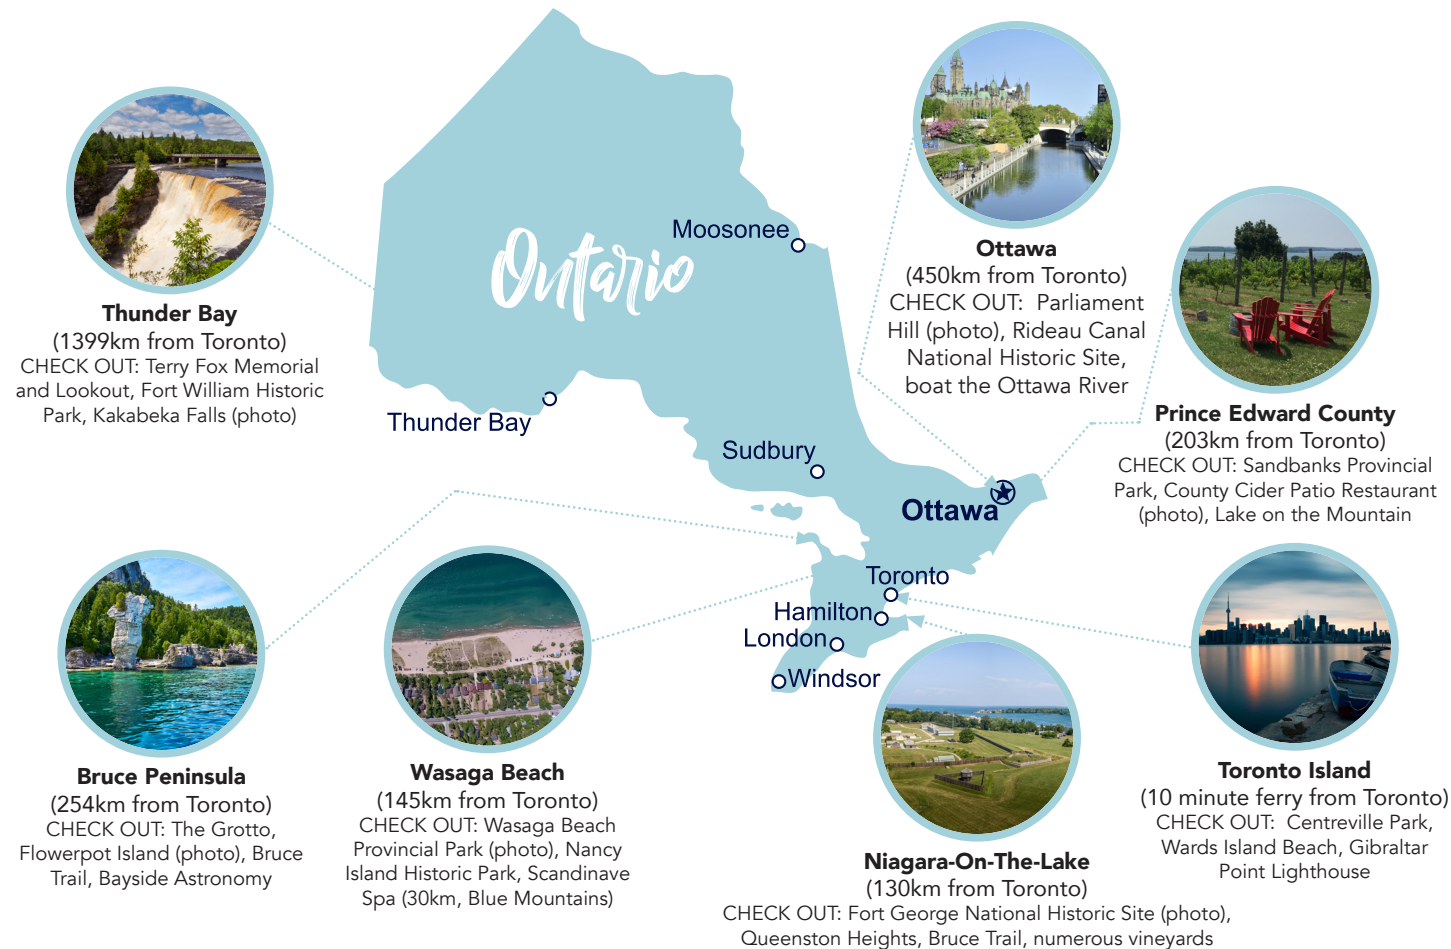 Ontario
Moosonee
Thunder Bay
Sudbury
Ottawa
Toronto
Hamilton
London
Windsor
Thunder Bay
(1399km from Toronto)
CHECK OUT: Terry Fox Memorial
and Lookout, Fort William Historic
Park, Kakabeka Falls (photo)
Ottawa
(450km from Toronto)
CHECK OUT:  Parliament
Hill (photo), Rideau Canal
National Historic Site,
boat the Ottawa River
Prince Edward County
(203km from Toronto)
CHECK OUT: Sandbanks Provincial
Park, County Cider Patio Restaurant
(photo), Lake on the Mountain
Bruce Peninsula
(254km from Toronto)
CHECK OUT: The Grotto,
Flowerpot Island (photo), Bruce
Trail, Bayside Astronomy
Wasaga Beach
(145km from Toronto)
CHECK OUT: Wasaga Beach
Provincial Park (photo), Nancy
Island Historic Park, Scandinave
Spa (30km, Blue Mountains)
Niagara-On-The-Lake
(130km from Toronto)
CHECK OUT: Fort George National Historic Site (photo),
Queenston Heights, Bruce Trail, numerous vineyards
Toronto Island
(10 minute ferry from Toronto)
CHECK OUT:  Centreville Park,
Wards Island Beach, Gibraltar
Point Lighthouse